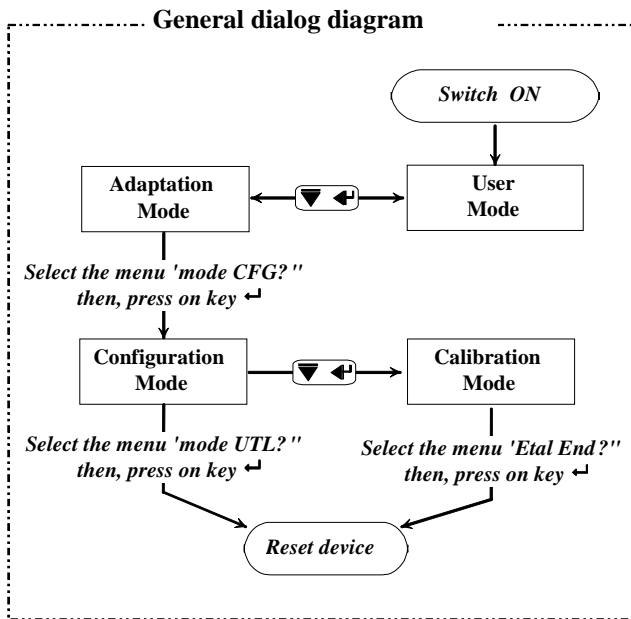 General dialog diagram
Switch ON
Adaptation
Mode
User
Mode
Select the menu 'mode CFG?"
then, press on key ↵
Configuration
Mode
Calibration
Mode
Select the menu 'mode UTL?"
then, press on key ↵
Select the menu 'Etal End?"
then, press on key ↵
Reset device